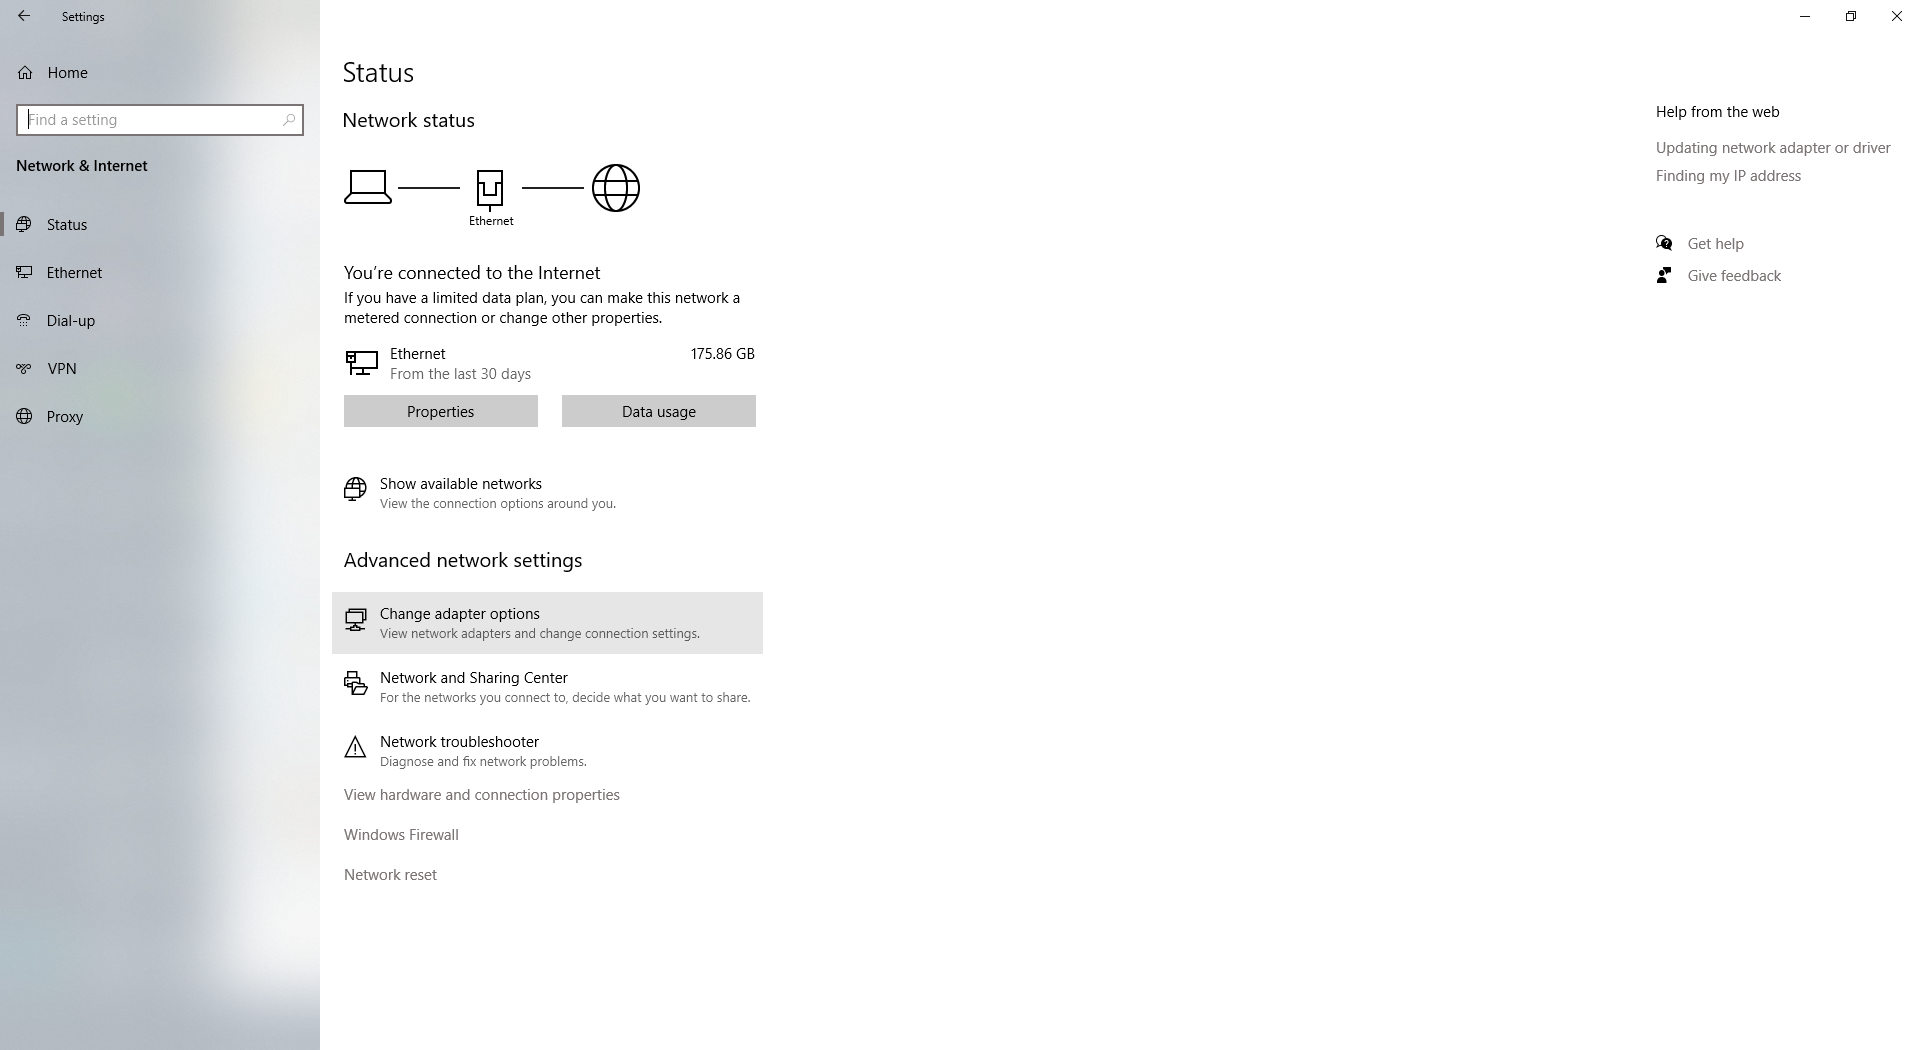 Settings
Home
Find a setting
Network & Internet
Status
Ethernet
Dial-up
VPN
Proxy
Status
Network status
Ethernet
You’re connected to the Internet
If you have a limited data plan, you can make this network a
metered connection or change other properties.
Ethernet 175.86 GB
From the last 30 days
Properties Data usage
Show available networks
View the connection options around you.
Advanced network settings
Change adapter options
View network adapters and change connection settings.
Network and Sharing Center
For the networks you connect to, decide what you want to share.
Network troubleshooter
Diagnose and fix network problems.
View hardware and connection properties
Windows Firewall
Network reset
Help from the web
Updating network adapter or driver
Finding my IP address
Get help
Give feedback